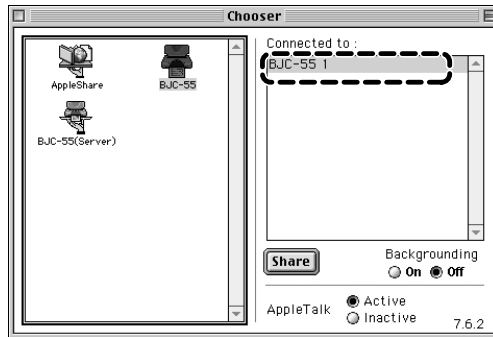 Chooser
AppleShare
BJC-55
BJC-55(Server)
Connected to :
BJC-55 1
Share
Backgrounding
On Off
AppleTalk
Active
Inactive
7.6.2